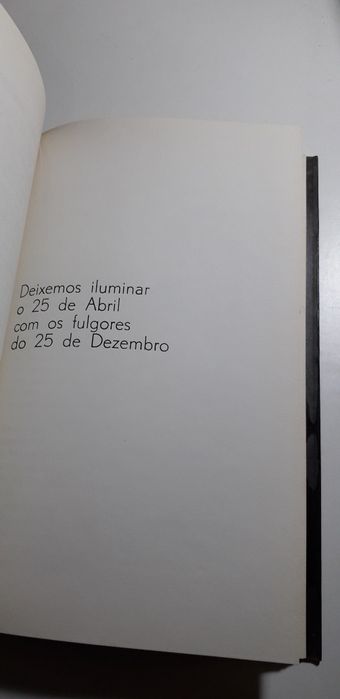 Deixemos iluminar
o 25 de Abril
com os fulgores
do 25 de Dezembro